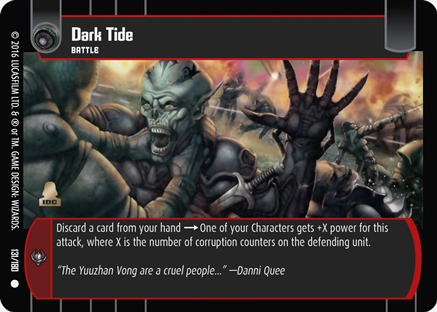 Dark Tide
BATTLE
© 2016 LUCASFILM LTD. & ® or TM. GAME DESIGN: WIZARDS.
IDC
Discard a card from your hand → One of your Characters gets +X power for this
attack, where X is the number of corruption counters on the defending unit.
"The Yuuzhan Vong are a cruel people..." —Danni Quee